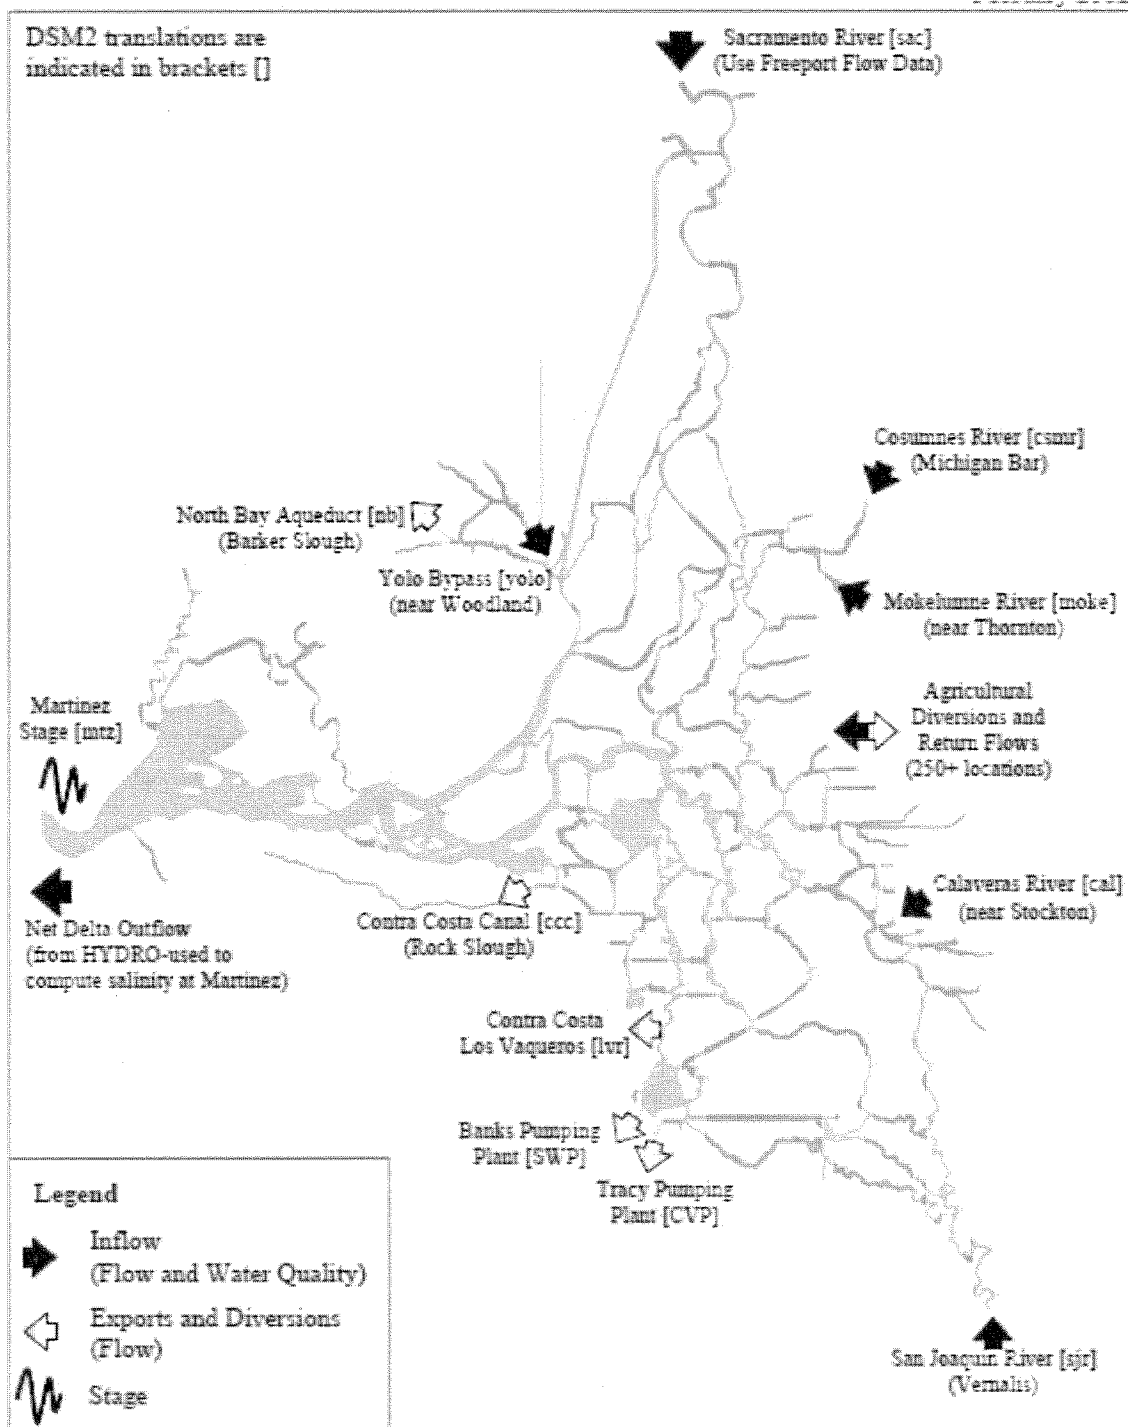 DSM2 translations are
indicated in brackets []
Sacramento River [sac]
(Use Freeport Flow Data)
Cosumnes River [csmr]
(Michigan Bar)
North Bay Aqueduct [nb]
(Barker Slough)
Yolo Bypass [yolo]
(near Woodland)
Mokelumne River [moke]
(near Thornton)
Martinez
Stage [mtz]
Agricultural
Diversions and
Return Flows
(250+ locations)
Calaveras River [cal]
(near Stockton)
Contra Costa Canal [ccc]
(Rock Slough)
Net Delta Outflow
(from HYDRO-used to
compute salinity at Martinez)
Contra Costa
Los Vaqueros [lvr]
Banks Pumping
Plant [SWP]
Tracy Pumping
Plant [CVP]
Legend
Inflow
(Flow and Water Quality)
Exports and Diversions
(Flow)
Stage
San Joaquin River [sjr]
(Vernalis)